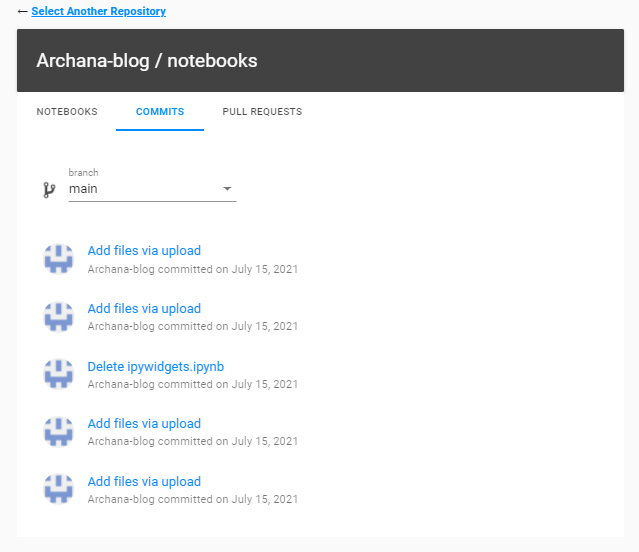 ← Select Another Repository
Archana-blog / notebooks
NOTEBOOKS COMMITS PULL REQUESTS
branch
main
Add files via upload
Archana-blog committed on July 15, 2021
Add files via upload
Archana-blog committed on July 15, 2021
Delete ipywidgets.ipynb
Archana-blog committed on July 15, 2021
Add files via upload
Archana-blog committed on July 15, 2021
Add files via upload
Archana-blog committed on July 15, 2021